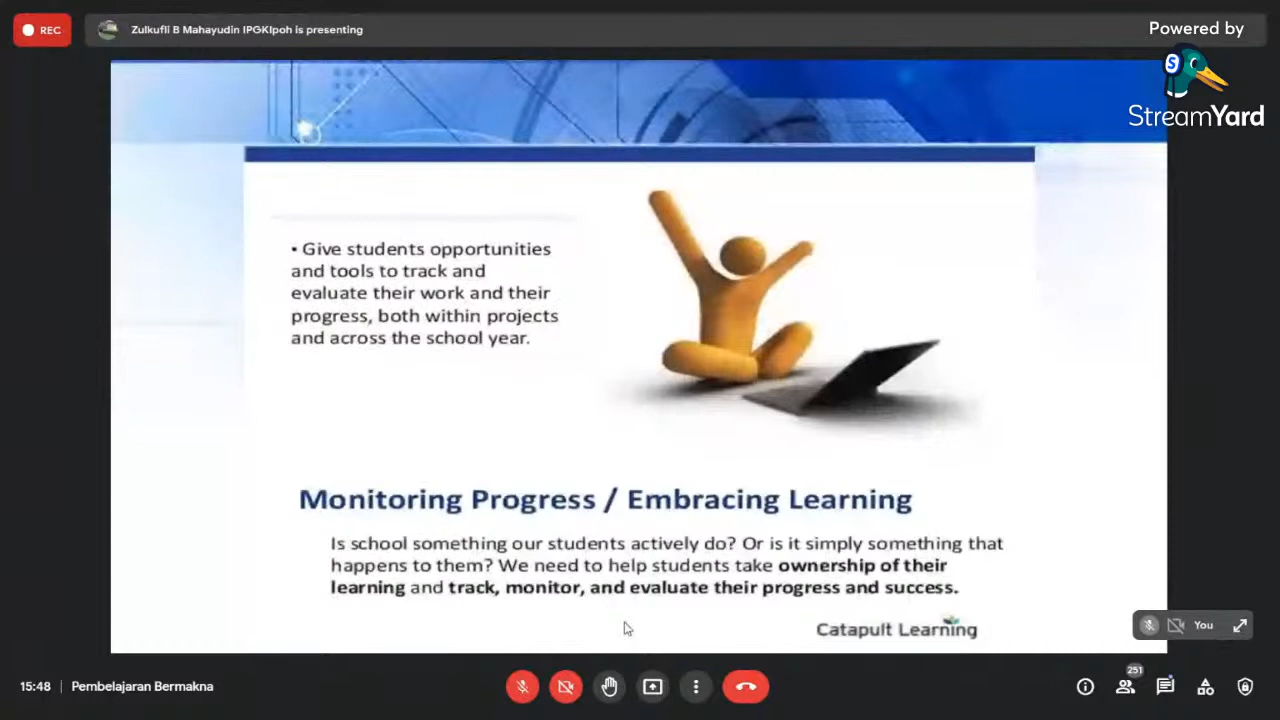 REC
Zulkufli B Mahayudin IPGKIpoh is presenting
Powered by
S
StreamYard
• Give students opportunities
and tools to track and
evaluate their work and their
progress, both within projects
and across the school year.
Monitoring Progress / Embracing Learning
Is school something our students actively do? Or is it simply something that
happens to them? We need to help students take ownership of their
learning and track, monitor, and evaluate their progress and success.
Catapult Learning
You
15:48 | Pembelajaran Bermakna
251